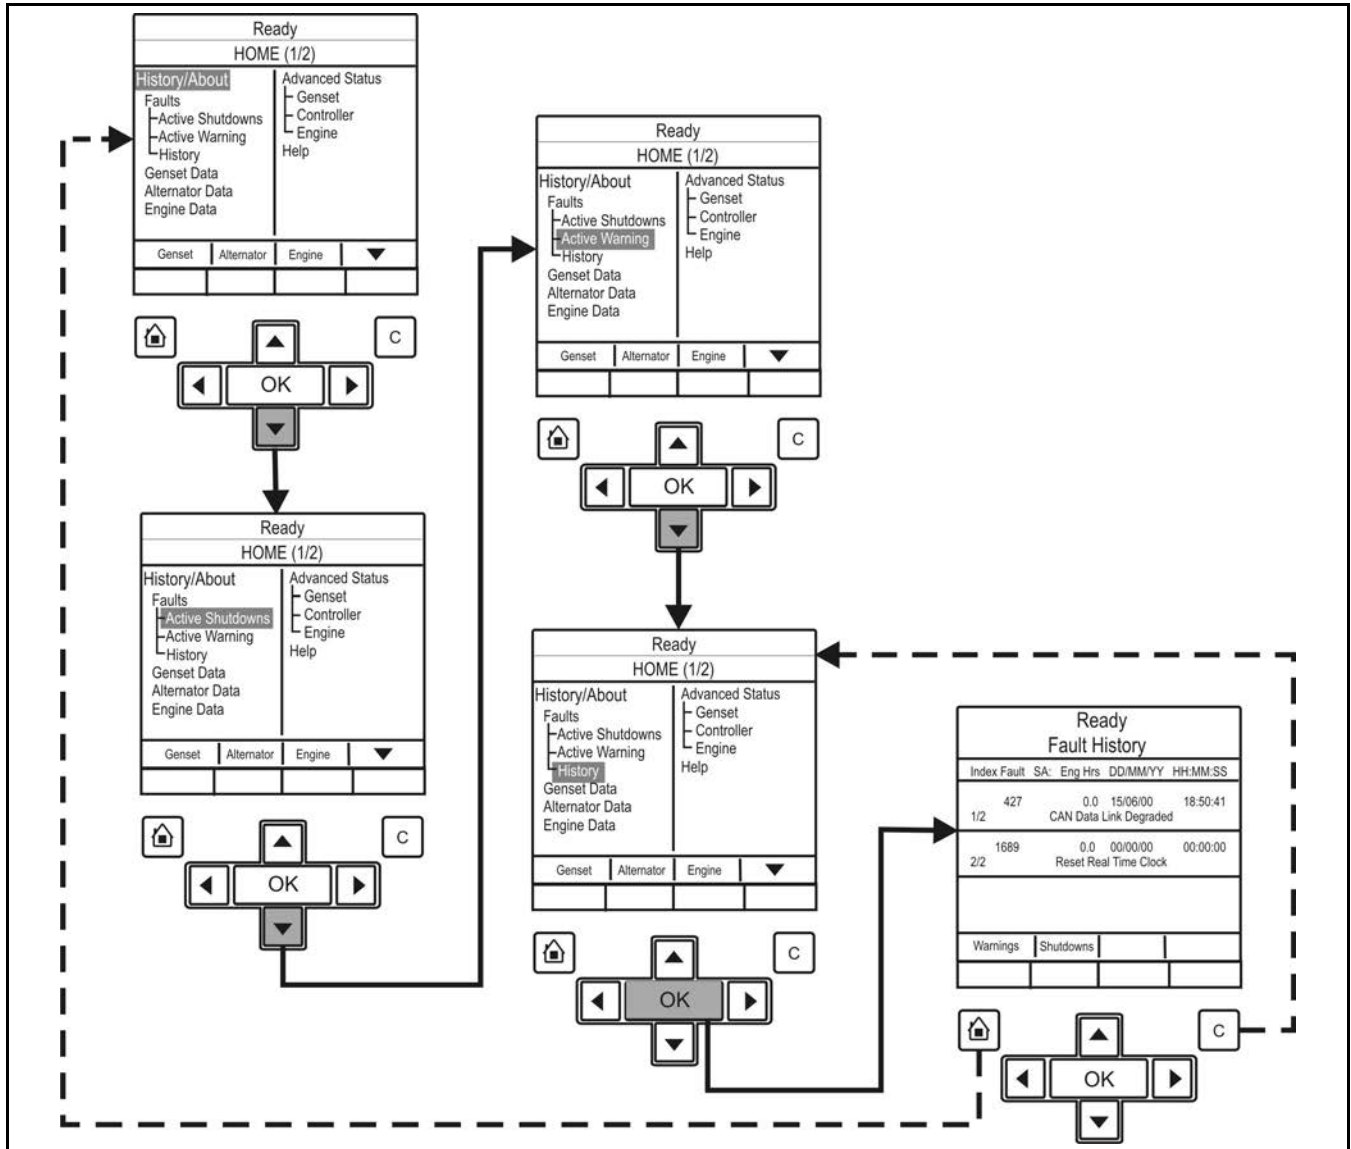 Ready
HOME (1/2)
History/About
Faults
Active Shutdowns
Active Warning
History
Genset Data
Alternator Data
Engine Data
Advanced Status
Genset
Controller
Engine
Help
Genset Alternator Engine
C
OK
Ready
HOME (1/2)
History/About
Faults
Active Shutdowns
Active Warning
History
Genset Data
Alternator Data
Engine Data
Advanced Status
Genset
Controller
Engine
Help
Genset Alternator Engine
C
OK
Ready
HOME (1/2)
History/About
Faults
Active Shutdowns
Active Warning
History
Genset Data
Alternator Data
Engine Data
Advanced Status
Genset
Controller
Engine
Help
Genset Alternator Engine
C
OK
Ready
HOME (1/2)
History/About
Faults
Active Shutdowns
Active Warning
History
Genset Data
Alternator Data
Engine Data
Advanced Status
Genset
Controller
Engine
Help
Genset Alternator Engine
C
OK
Ready
Fault History
Index Fault SA: Eng Hrs DD/MM/YY HH:MM:SS
427 0.0 15/06/00 18:50:41
1/2 CAN Data Link Degraded
1689 0.0 00/00/00 00:00:00
2/2 Reset Real Time Clock
Warnings Shutdowns
C
OK